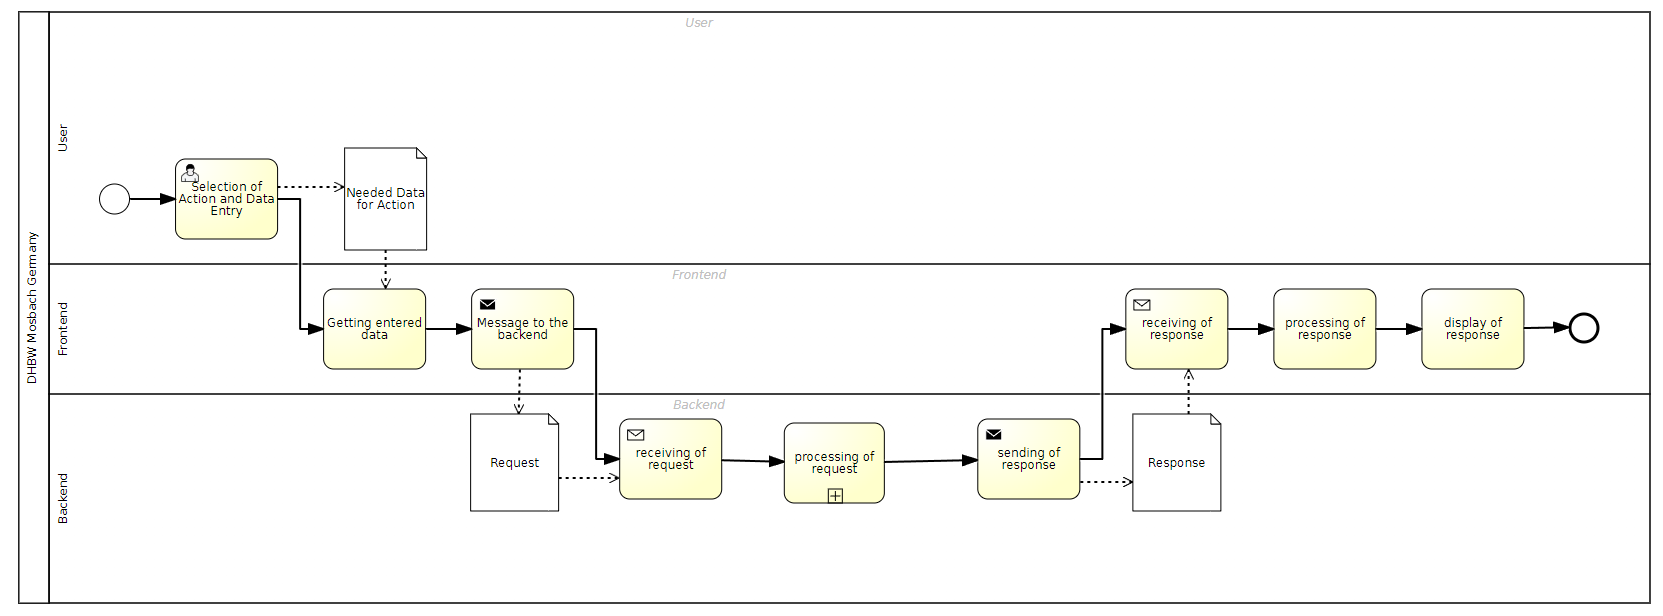 DHBW Mosbach Germany
User
User
Selection of
Action and Data
Entry
Needed Data
for Action
Frontend
Frontend
Getting entered
data
Message to the
backend
receiving of
response
processing of
response
display of
response
Backend
Backend
Request
receiving of
request
processing of
request
sending of
response
Response